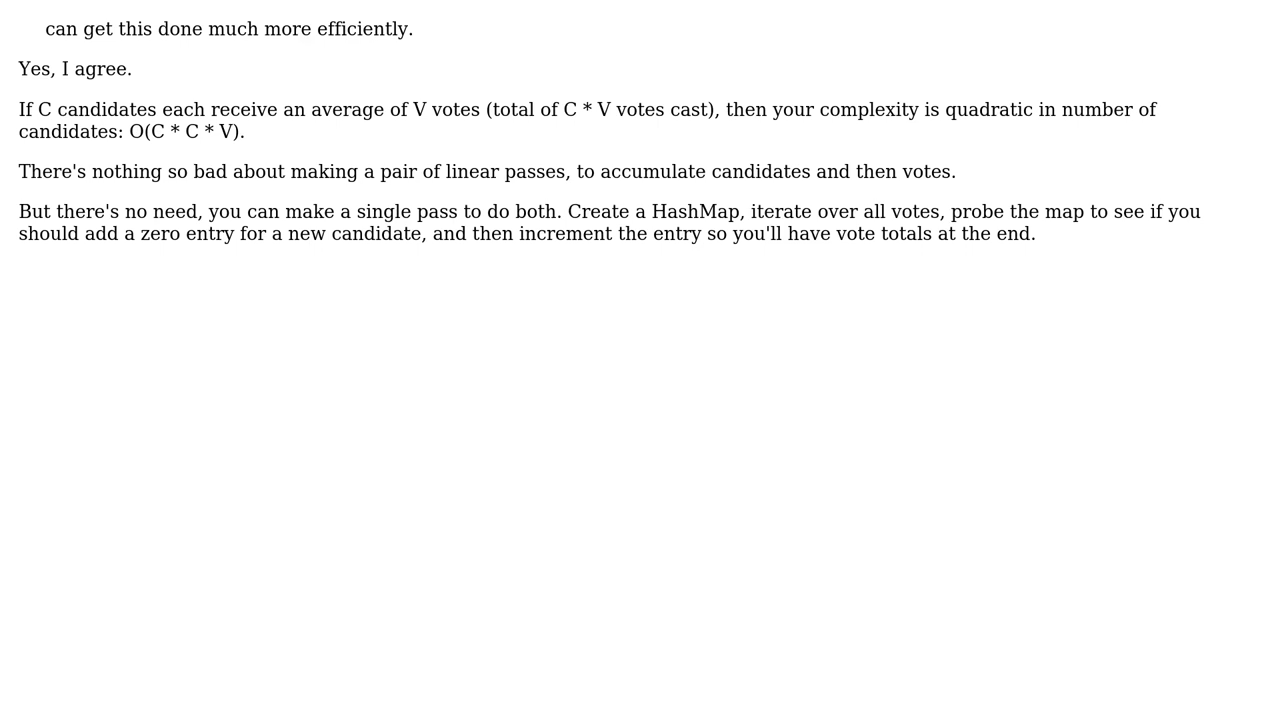 can get this done much more efficiently.
Yes, I agree.
If C candidates each receive an average of V votes (total of C * V votes cast), then your complexity is quadratic in number of
candidates: O(C * C * V).
There's nothing so bad about making a pair of linear passes, to accumulate candidates and then votes.
But there's no need, you can make a single pass to do both. Create a HashMap, iterate over all votes, probe the map to see if you
should add a zero entry for a new candidate, and then increment the entry so you'll have vote totals at the end.